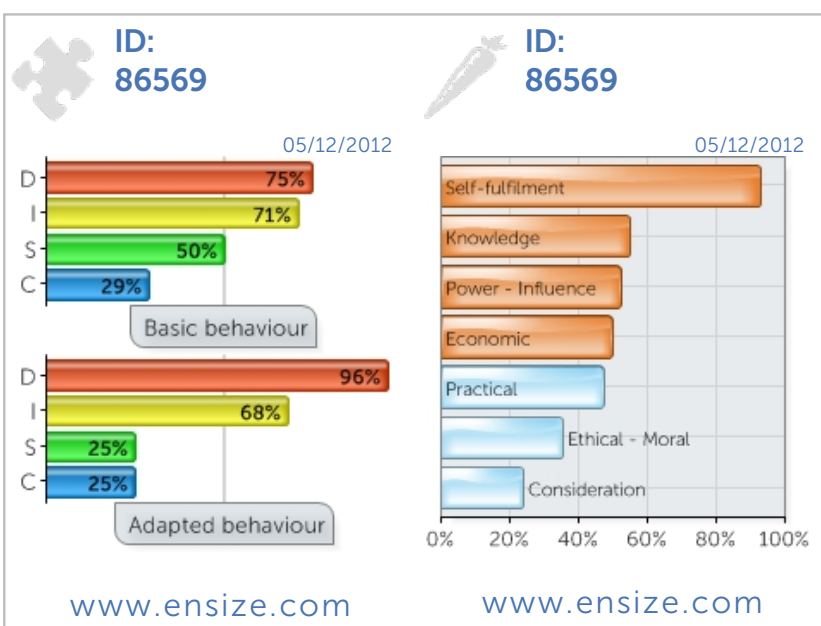 ID:
86569
05/12/2012
D 75%
I 71%
S 50%
C 29%
Basic behaviour
D 96%
I 68%
S 25%
C 25%
Adapted behaviour
www.ensize.com
ID:
86569
05/12/2012
Self-fulfilment
Knowledge
Power - Influence
Economic
Practical
Ethical - Moral
Consideration
0% 20% 40% 60% 80% 100%
www.ensize.com